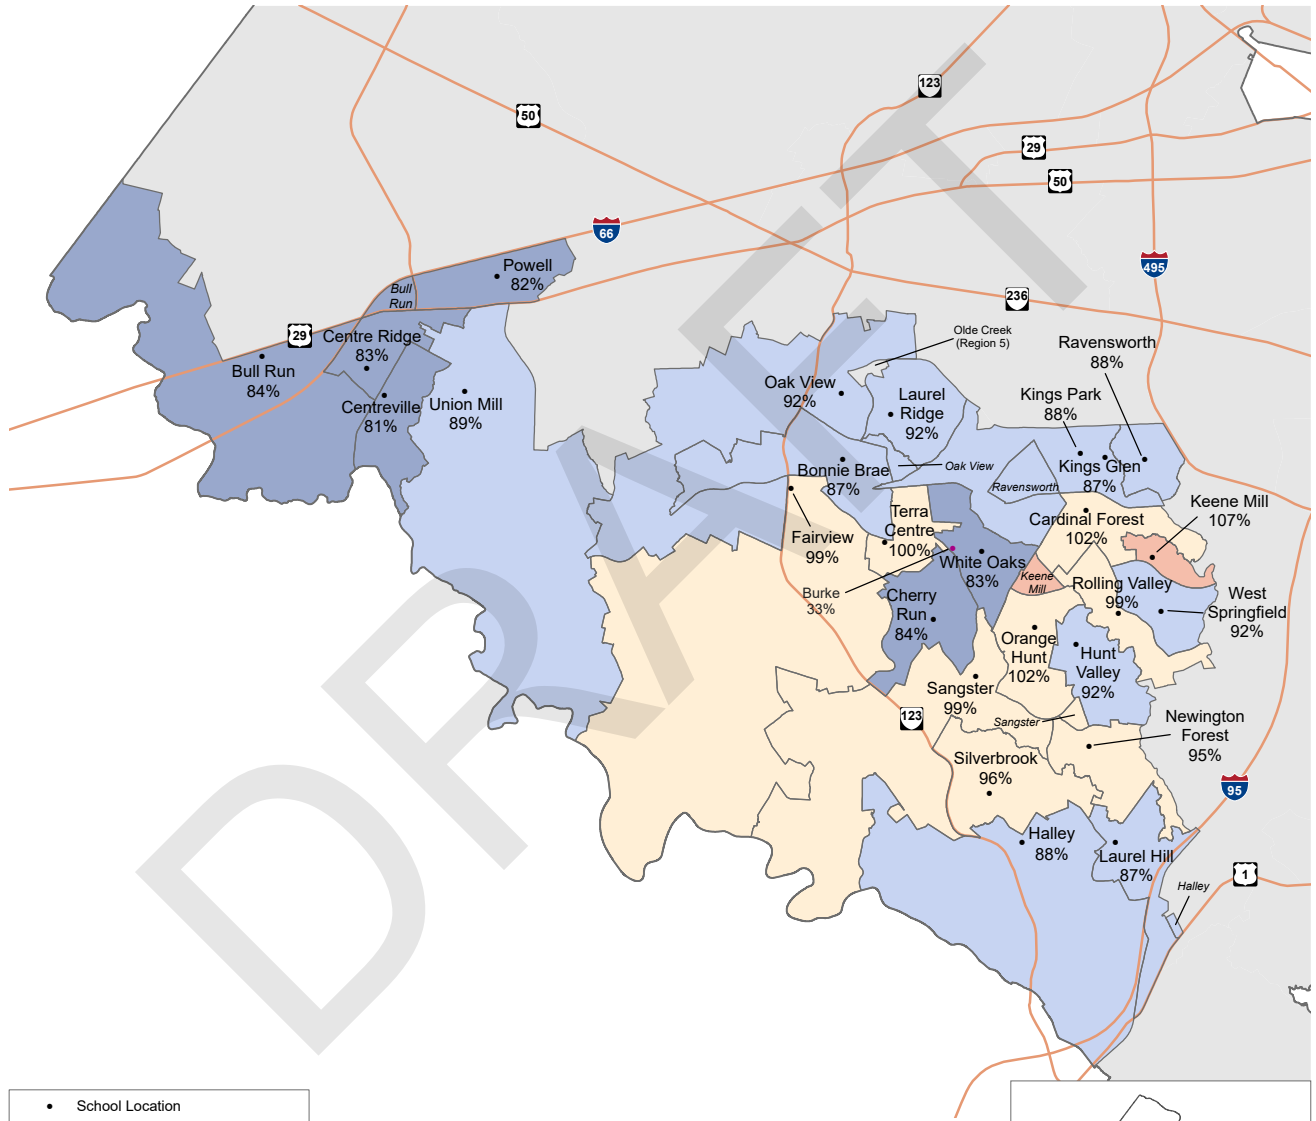 123
50
29
50
66
495
Powell
82%
Bull
Run
236
29
Centre Ridge
83%
Olde Creek
(Region 5)
Ravensworth
88%
Bull Run
84%
Oak View
92%
Laurel
Ridge
92%
Kings Park
88%
Centreville
81%
Union Mill
89%
Bonnie Brae
87%
Oak View
Kings Glen
87%
Ravensworth
Keene Mill
107%
Terra
Centre
100%
Cardinal Forest
102%
Fairview
99%
White Oaks
83%
Keene
Mill
Rolling Valley
99%
Burke
33%
Cherry
Run
84%
West
Springfield
92%
Orange
Hunt
102%
Hunt
Valley
92%
Sangster
99%
123
Sangster
Newington
Forest
95%
Silverbrook
96%
95
Halley
88%
Laurel Hill
87%
1
Halley
DRAFT
School Location